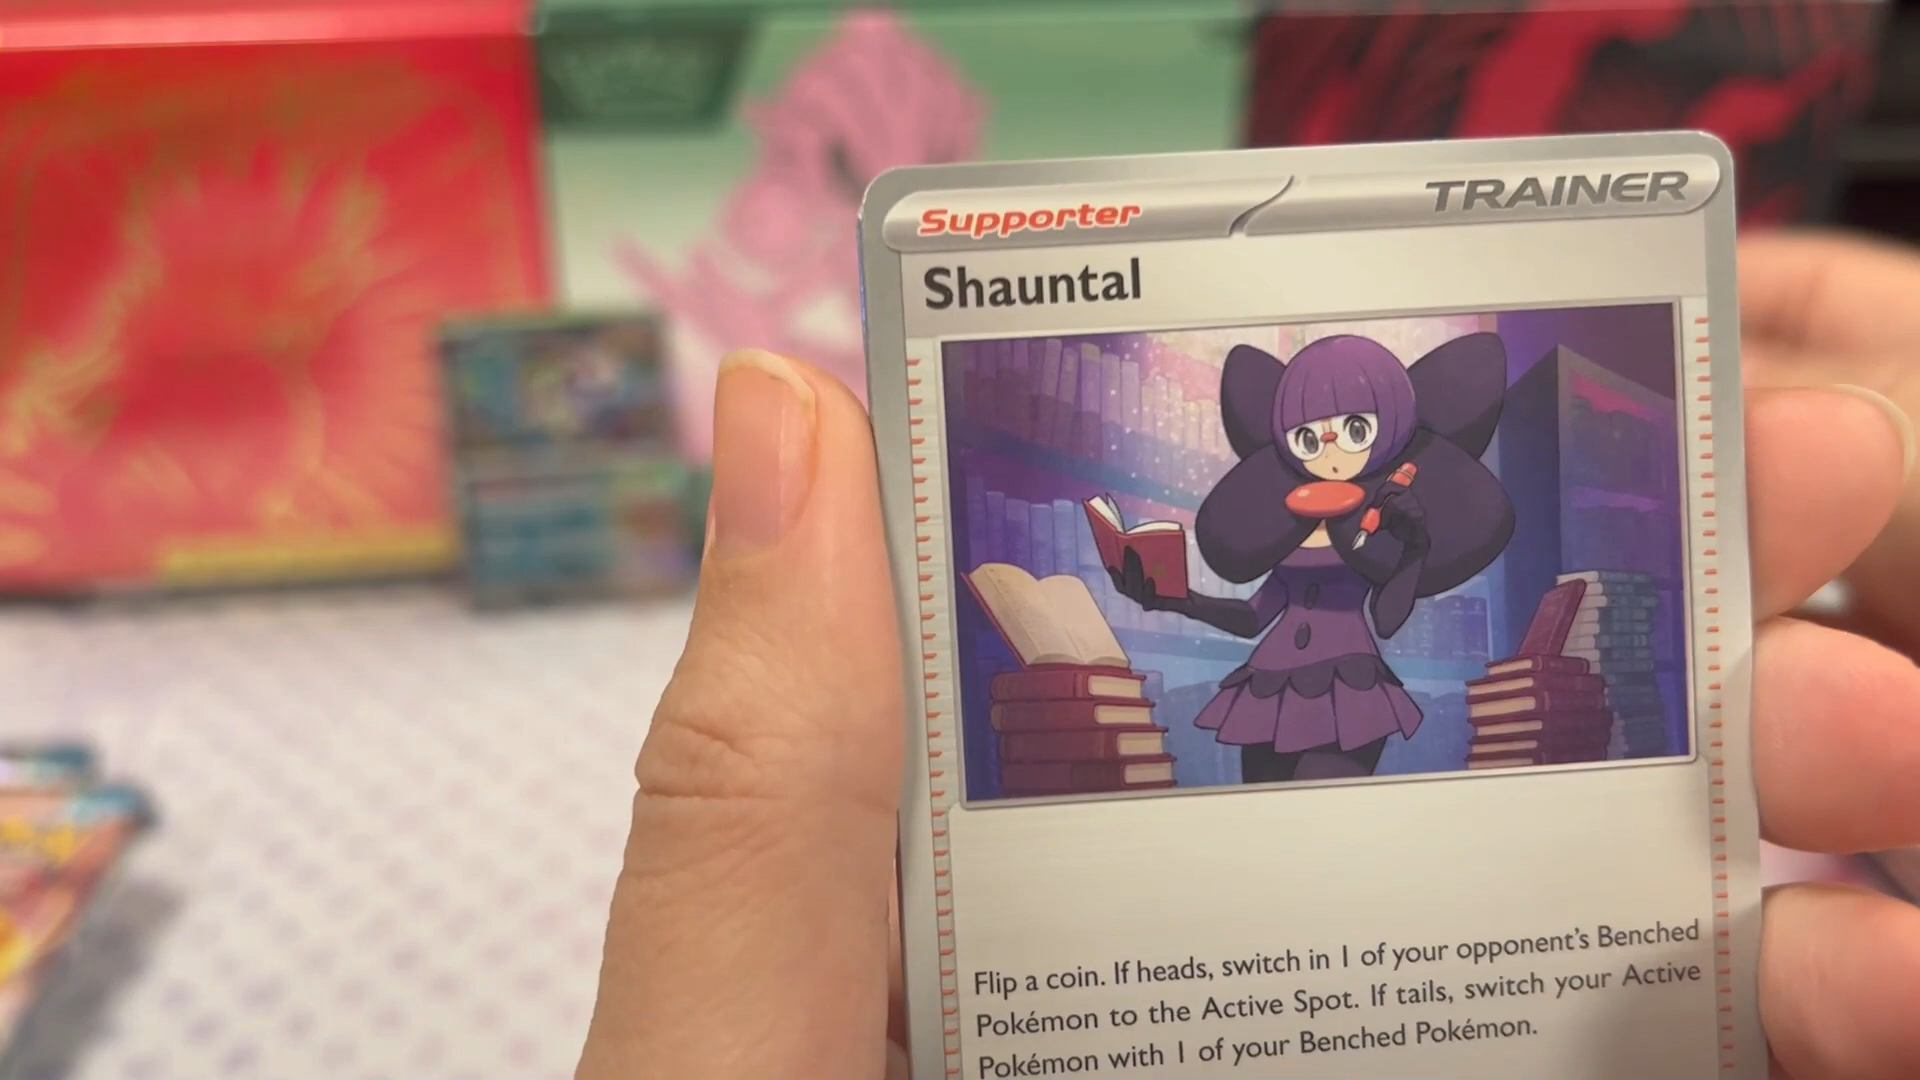 Supporter TRAINER
Shauntal
Flip a coin. If heads, switch in 1 of your opponent's Benched
Pokémon to the Active Spot. If tails, switch your Active
Pokémon with 1 of your Benched Pokémon.